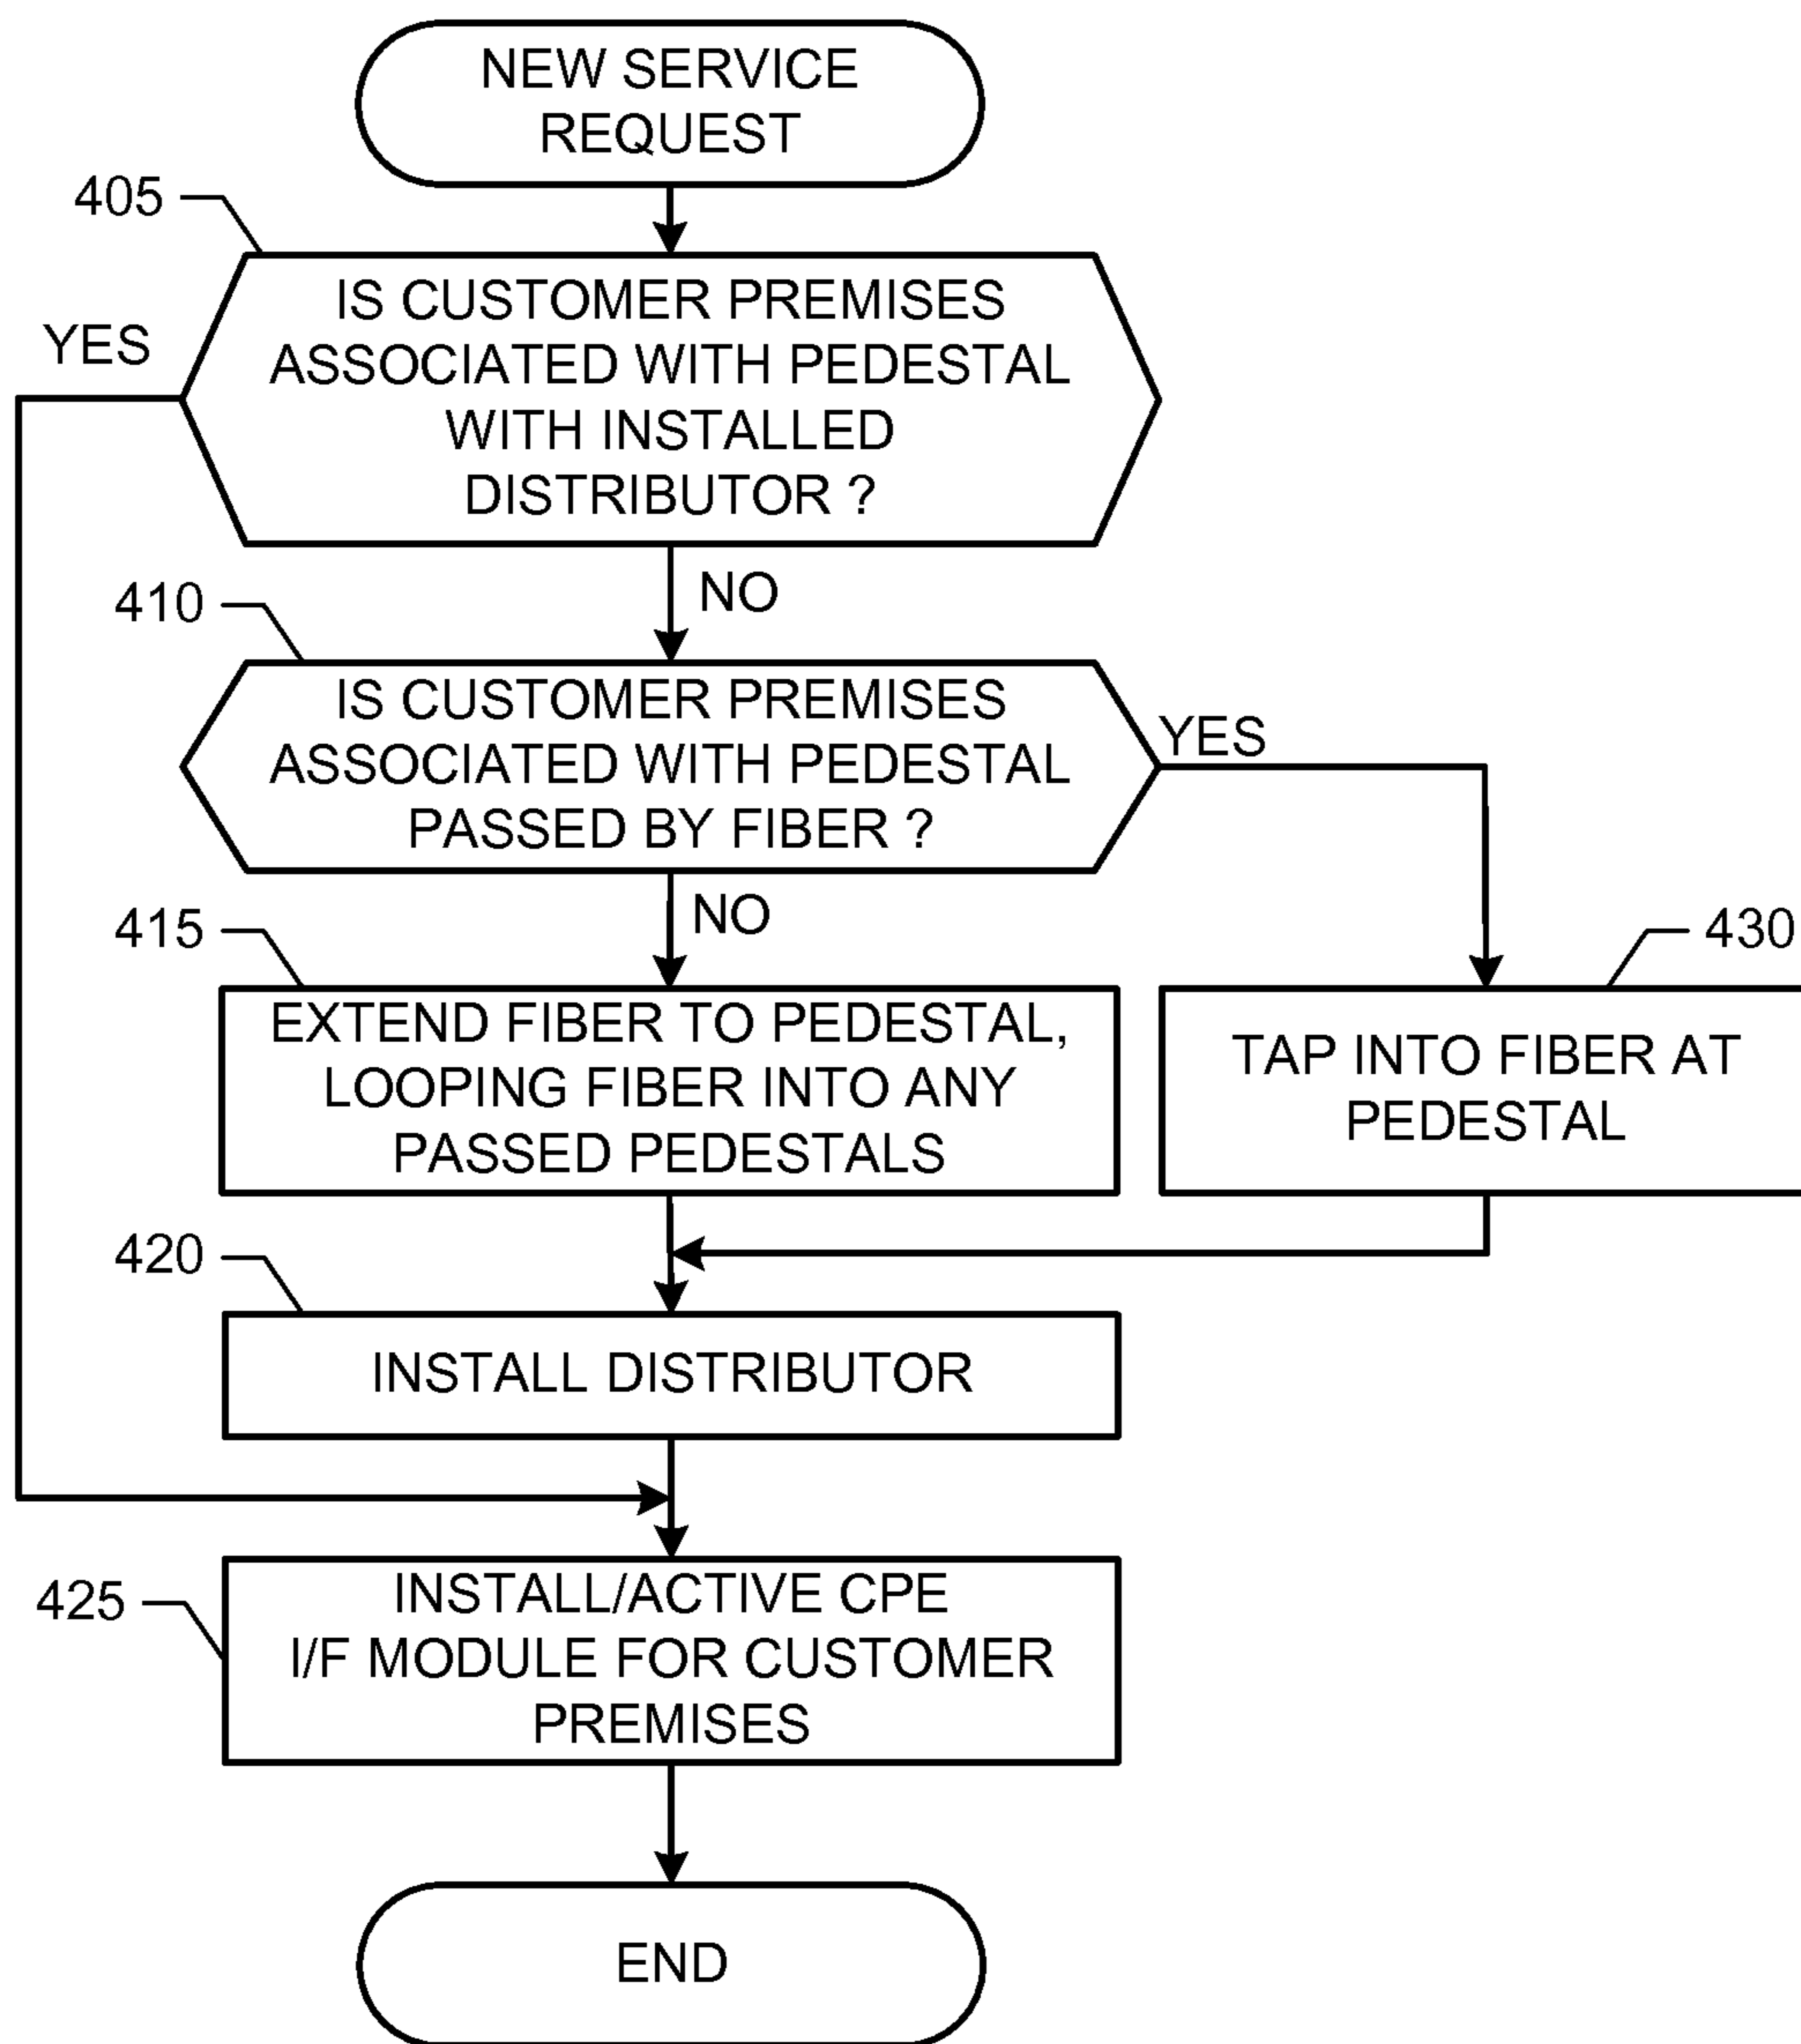 NEW SERVICE
REQUEST
405
IS CUSTOMER PREMISES
ASSOCIATED WITH PEDESTAL
WITH INSTALLED
DISTRIBUTOR ?
YES
NO
410
IS CUSTOMER PREMISES
ASSOCIATED WITH PEDESTAL
PASSED BY FIBER ?
YES
NO
415
EXTEND FIBER TO PEDESTAL,
LOOPING FIBER INTO ANY
PASSED PEDESTALS
430
TAP INTO FIBER AT
PEDESTAL
420
INSTALL DISTRIBUTOR
425
INSTALL/ACTIVE CPE
I/F MODULE FOR CUSTOMER
PREMISES
END